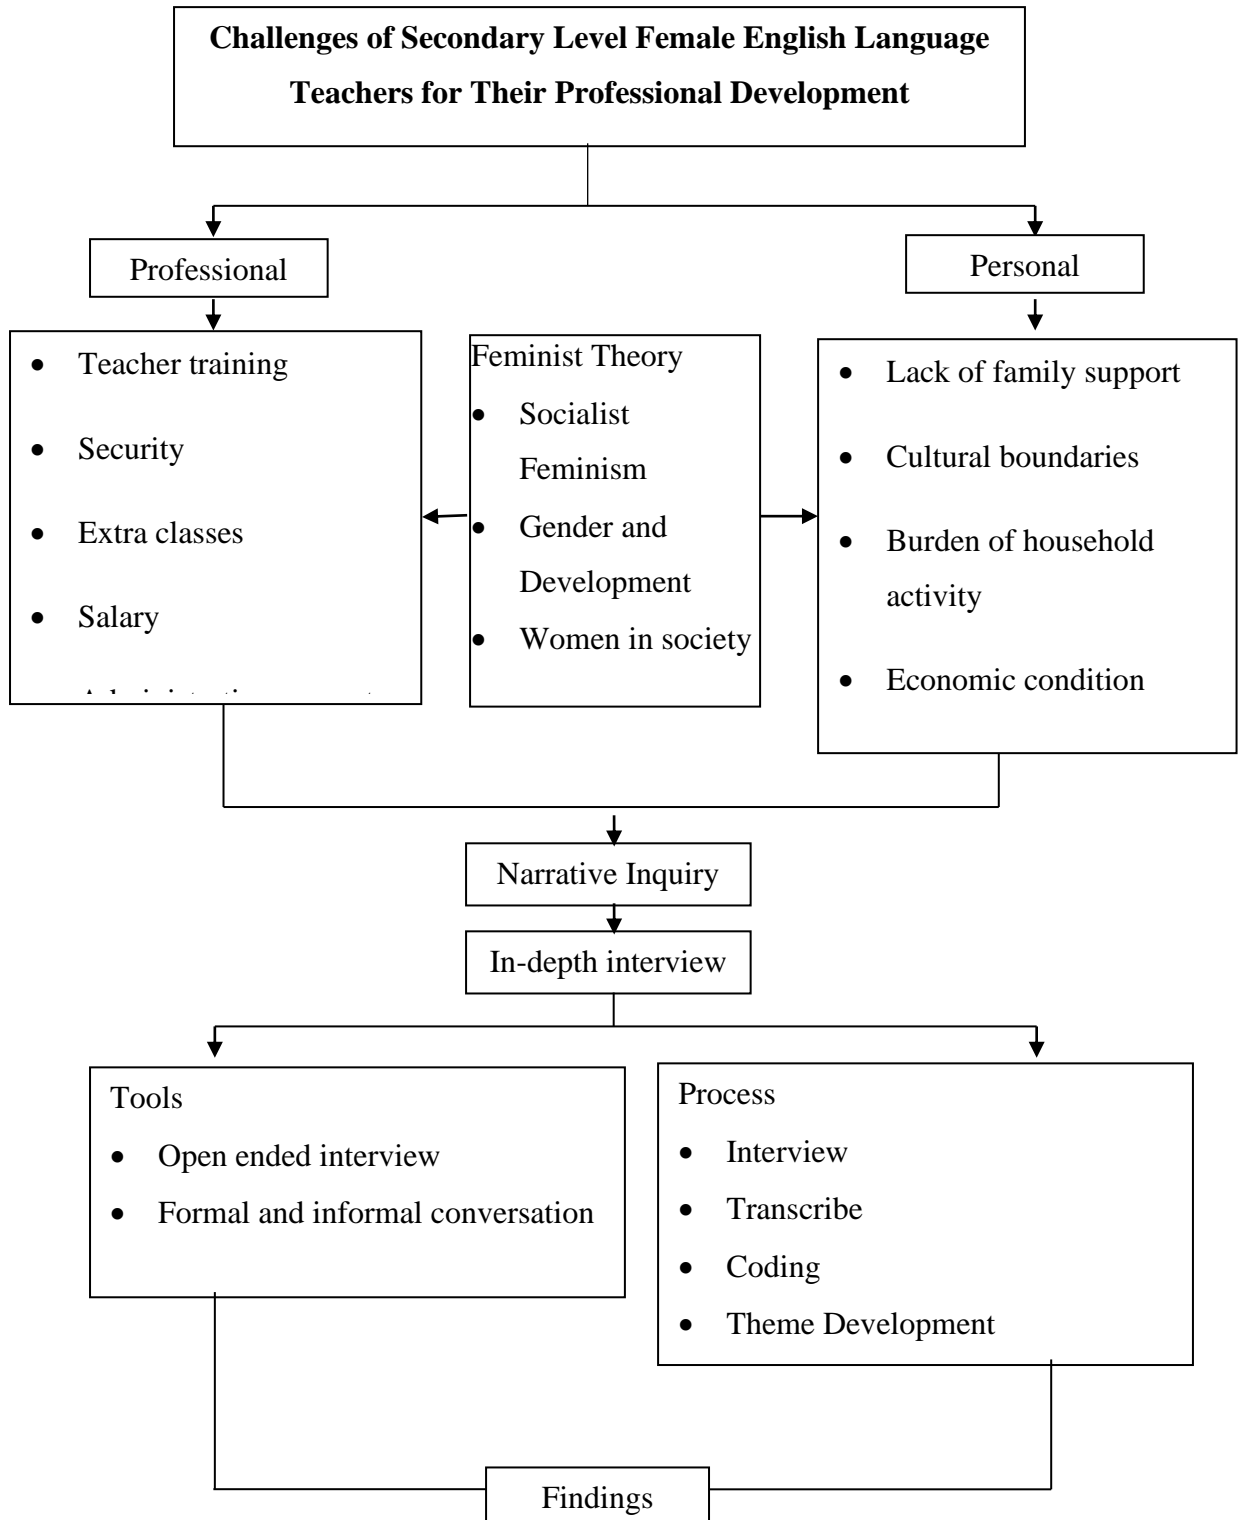 Challenges of Secondary Level Female English Language
Teachers for Their Professional Development
Professional
Personal
• Teacher training
• Security
• Extra classes
• Salary
Feminist Theory
• Socialist
Feminism
• Gender and
Development
• Women in society
• Lack of family support
• Cultural boundaries
• Burden of household
activity
• Economic condition
Narrative Inquiry
In-depth interview
Tools
• Open ended interview
• Formal and informal conversation
Process
• Interview
• Transcribe
• Coding
• Theme Development
Findings